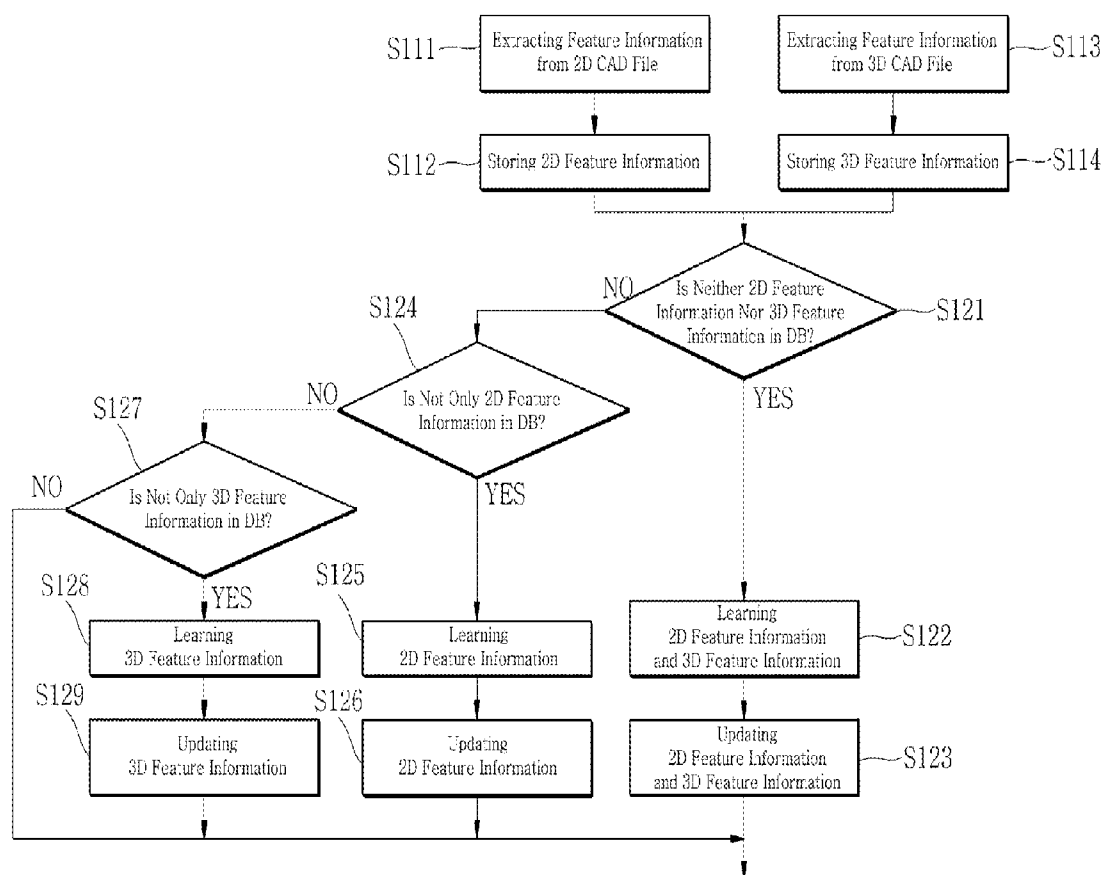 S111
Extracting Feature Information
from 2D CAD File
Extracting Feature Information
from 3D CAD File
S113
S112
Storing 2D Feature Information
Storing 3D Feature Information
S114
NO
Is Neither 2D Feature
Information Nor 3D Feature
Information in DB?
S121
YES
S124
NO
Is Not Only 2D Feature
Information in DB?
YES
S127
NO
Is Not Only 3D Feature
Information in DB?
YES
S128
Learning
3D Feature Information
S125
Learning
2D Feature Information
Learning
2D Feature Information
and 3D Feature Information
S122
S129
Updating
3D Feature Information
S126
Updating
2D Feature Information
Updating
2D Feature Information
and 3D Feature Information
S123